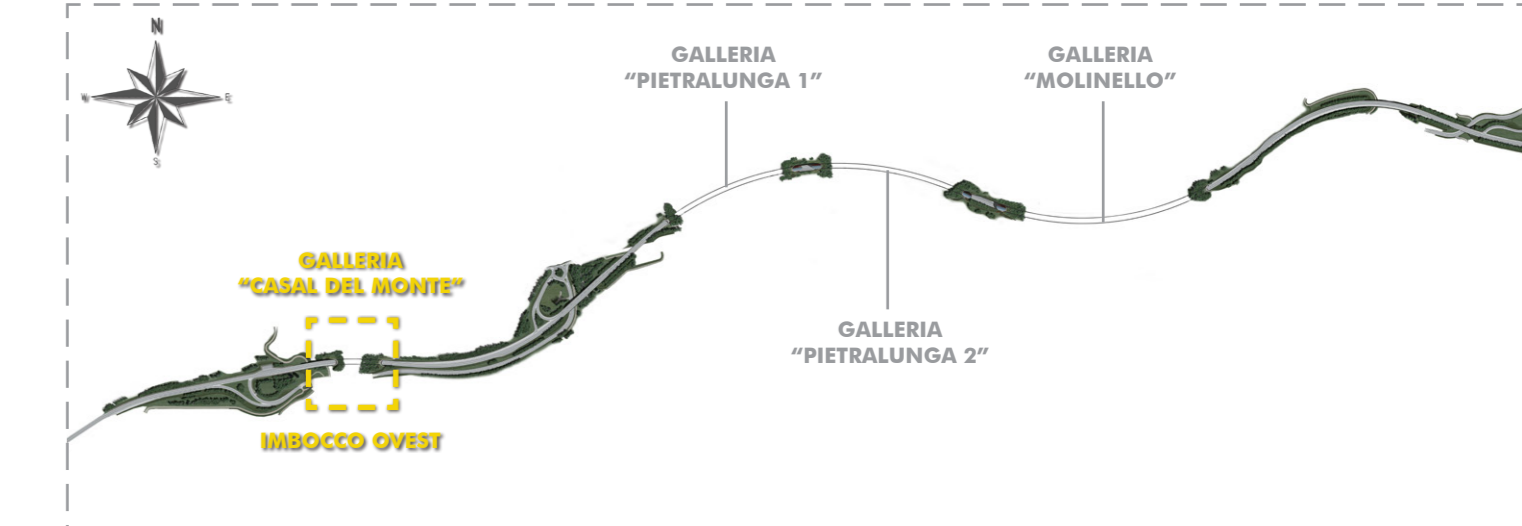 N
W
E
S
GALLERIA
“PIETRALUNGA 1”
GALLERIA
“MOLINELLO”
GALLERIA
“CASAL DEL MONTE”
GALLERIA
“PIETRALUNGA 2”
IMBOCCO OVEST